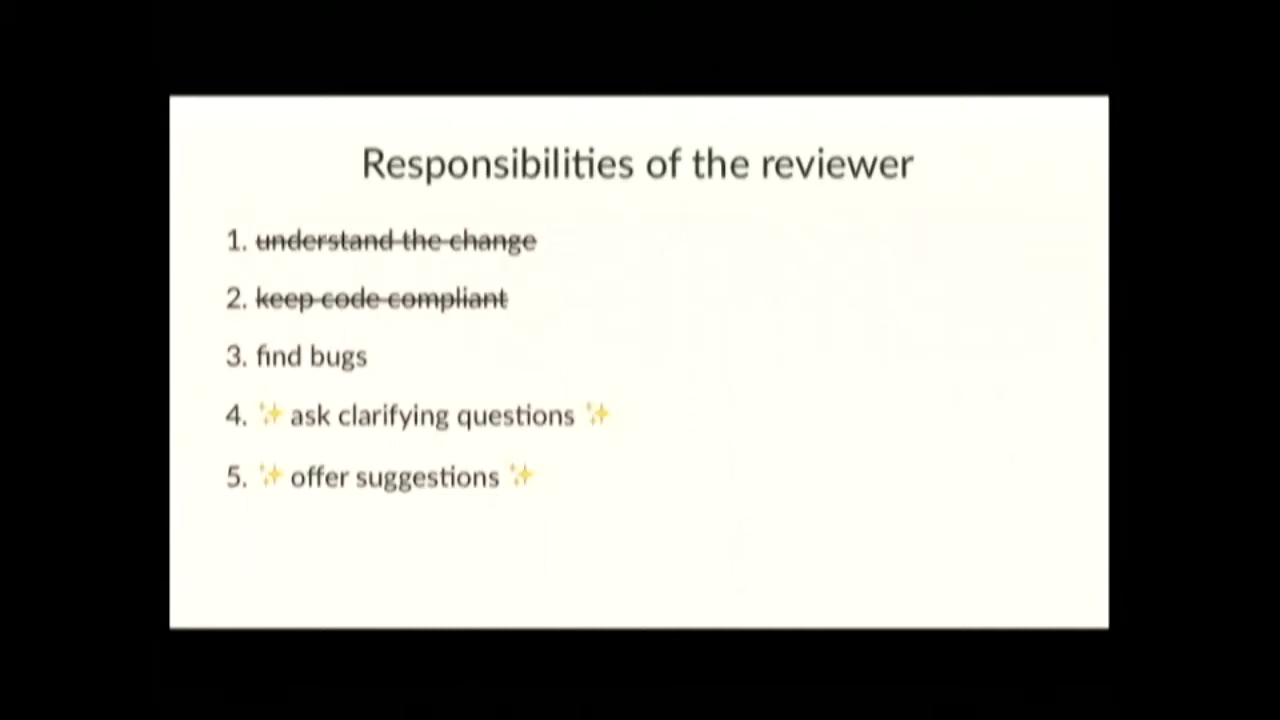 Responsibilities of the reviewer
1. understand the change
2. keep code compliant
3. find bugs
4. ✨ ask clarifying questions ✨
5. ✨ offer suggestions ✨